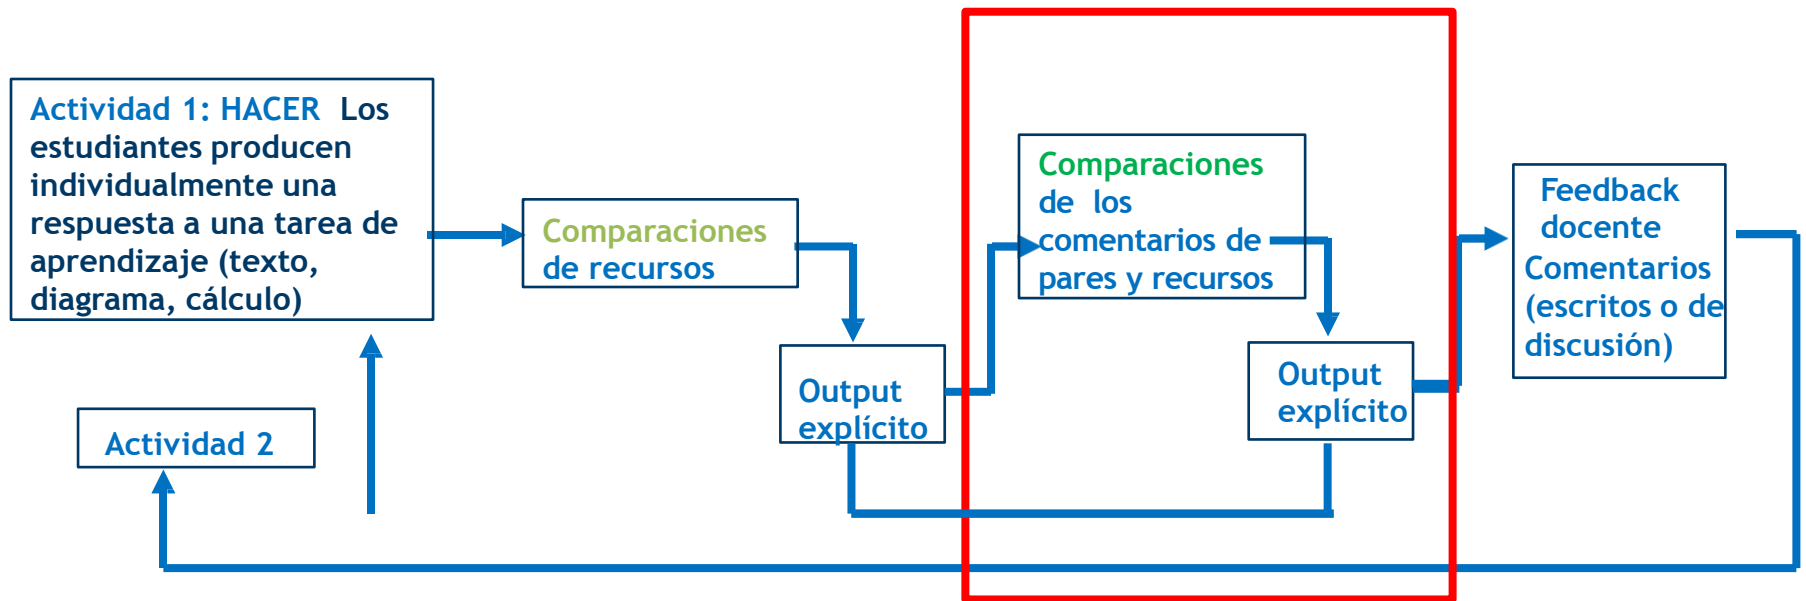 Actividad 1: HACER Los
estudiantes producen
individualmente una
respuesta a una tarea de
aprendizaje (texto,
diagrama, cálculo)
Comparaciones
de recursos
Output
explícito
Comparaciones
de los
comentarios de
pares y recursos
Output
explícito
Feedback
docente
Comentarios
(escritos o de
discusión)
Actividad 2